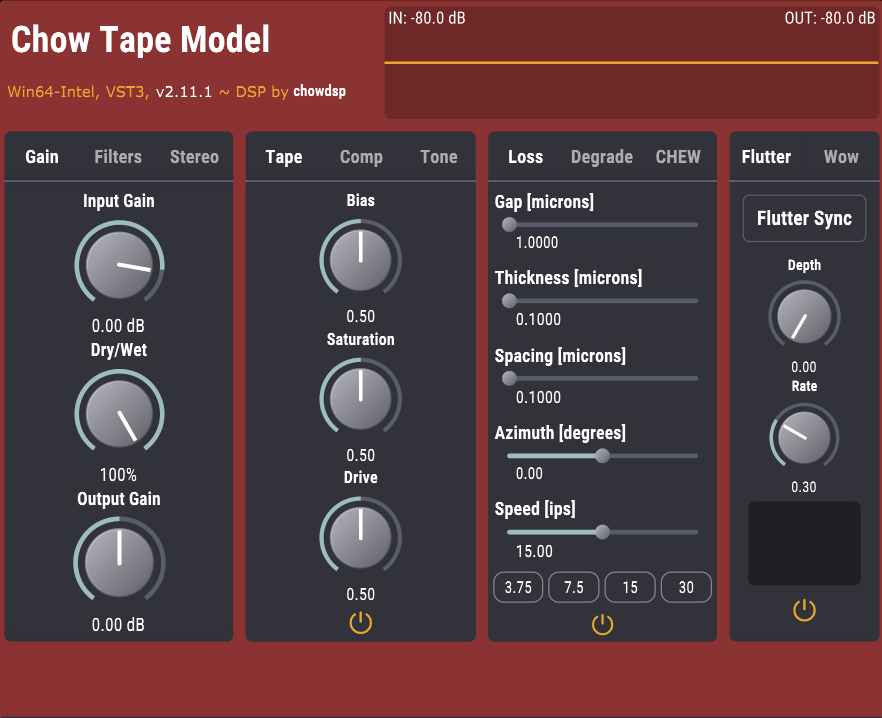 IN: -80.0 dB OUT: -80.0 dB
Chow Tape Model
Win64-Intel, VST3, v2.11.1 ~ DSP by chowdsp
Gain Filters Stereo
Input Gain
0.00 dB
Dry/Wet
100%
Output Gain
0.00 dB
Tape Comp Tone
Bias
0.50
Saturation
0.50
Drive
0.50
Loss Degrade CHEW
Gap [microns]
1.0000
Thickness [microns]
0.1000
Spacing [microns]
0.1000
Azimuth [degrees]
0.00
Speed [ips]
15.00
3.75 7.5 15 30
Flutter Wow
Flutter Sync
Depth
0.00
Rate
0.30